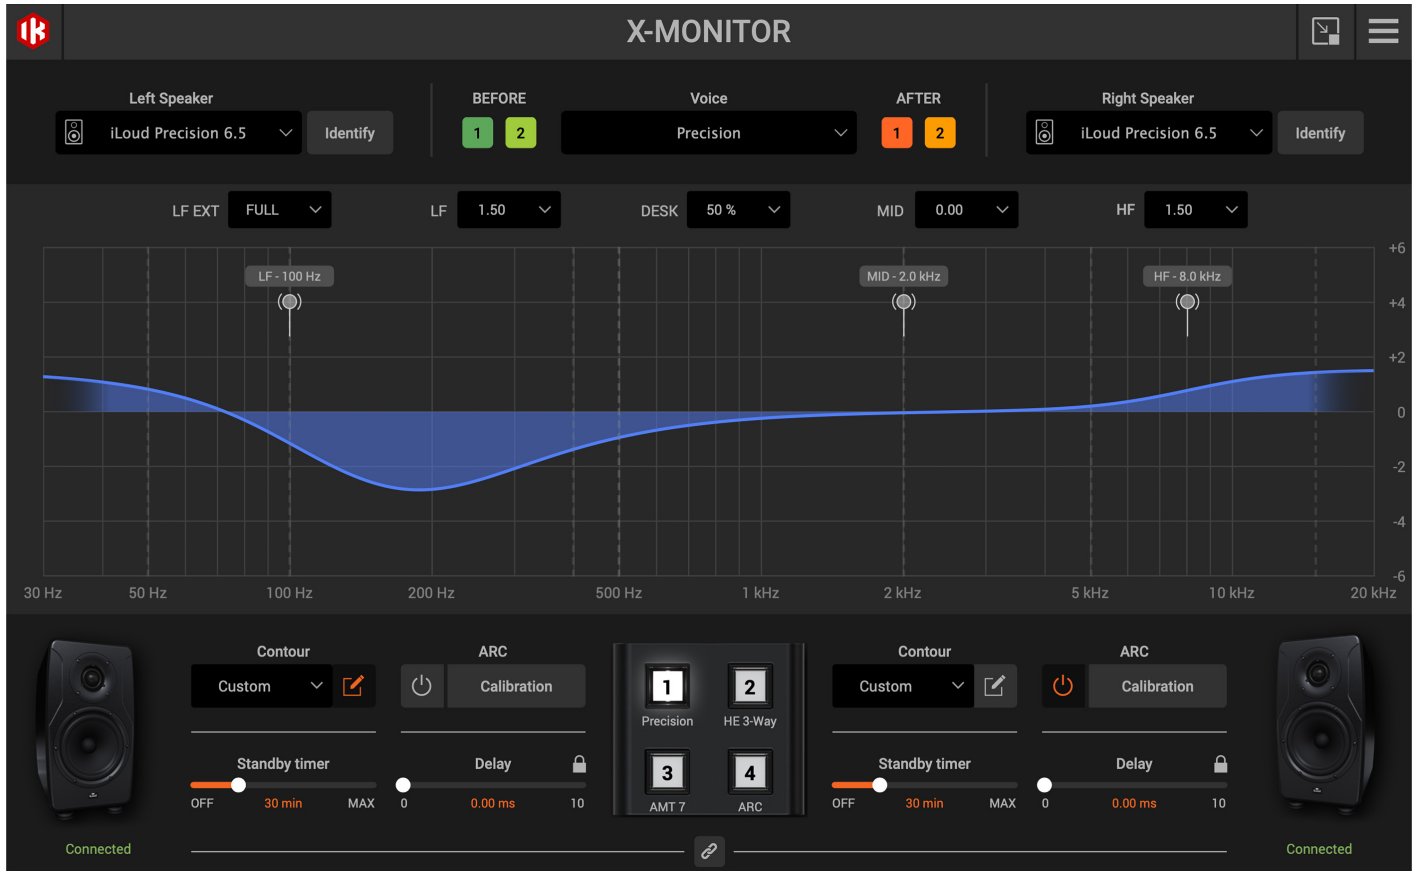 X-MONITOR
Left Speaker
BEFORE
Voice
AFTER
Right Speaker
iLoud Precision 6.5
Identify
1
2
Precision
1
2
iLoud Precision 6.5
Identify
LF EXT FULL
LF 1.50
DESK 50 %
MID 0.00
HF 1.50
+6
LF - 100 Hz
MID - 2.0 kHz
HF - 8.0 kHz
+4
+2
0
-2
-4
-6
30 Hz 50 Hz 100 Hz 200 Hz 500 Hz 1 kHz 2 kHz 5 kHz 10 kHz 20 kHz
Contour
ARC
Custom
Calibration
Standby timer
Delay
OFF 30 min MAX
0 0.00 ms 10
Connected
1
2
Precision
HE 3-Way
3
4
AMT 7
ARC
Contour
ARC
Custom
Calibration
Standby timer
Delay
OFF 30 min MAX
0 0.00 ms 10
Connected